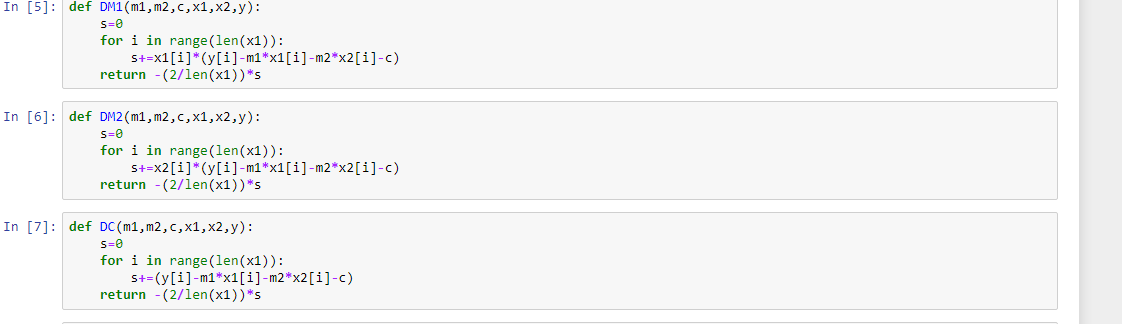 In [5]: def DM1(m1,m2,c,x1,x2,y):
    s=0
    for i in range(len(x1)):
        s+=x1[i]*(y[i]-m1*x1[i]-m2*x2[i]-c)
    return -(2/len(x1))*s
In [6]: def DM2(m1,m2,c,x1,x2,y):
    s=0
    for i in range(len(x1)):
        s+=x2[i]*(y[i]-m1*x1[i]-m2*x2[i]-c)
    return -(2/len(x1))*s
In [7]: def DC(m1,m2,c,x1,x2,y):
    s=0
    for i in range(len(x1)):
        s+=(y[i]-m1*x1[i]-m2*x2[i]-c)
    return -(2/len(x1))*s